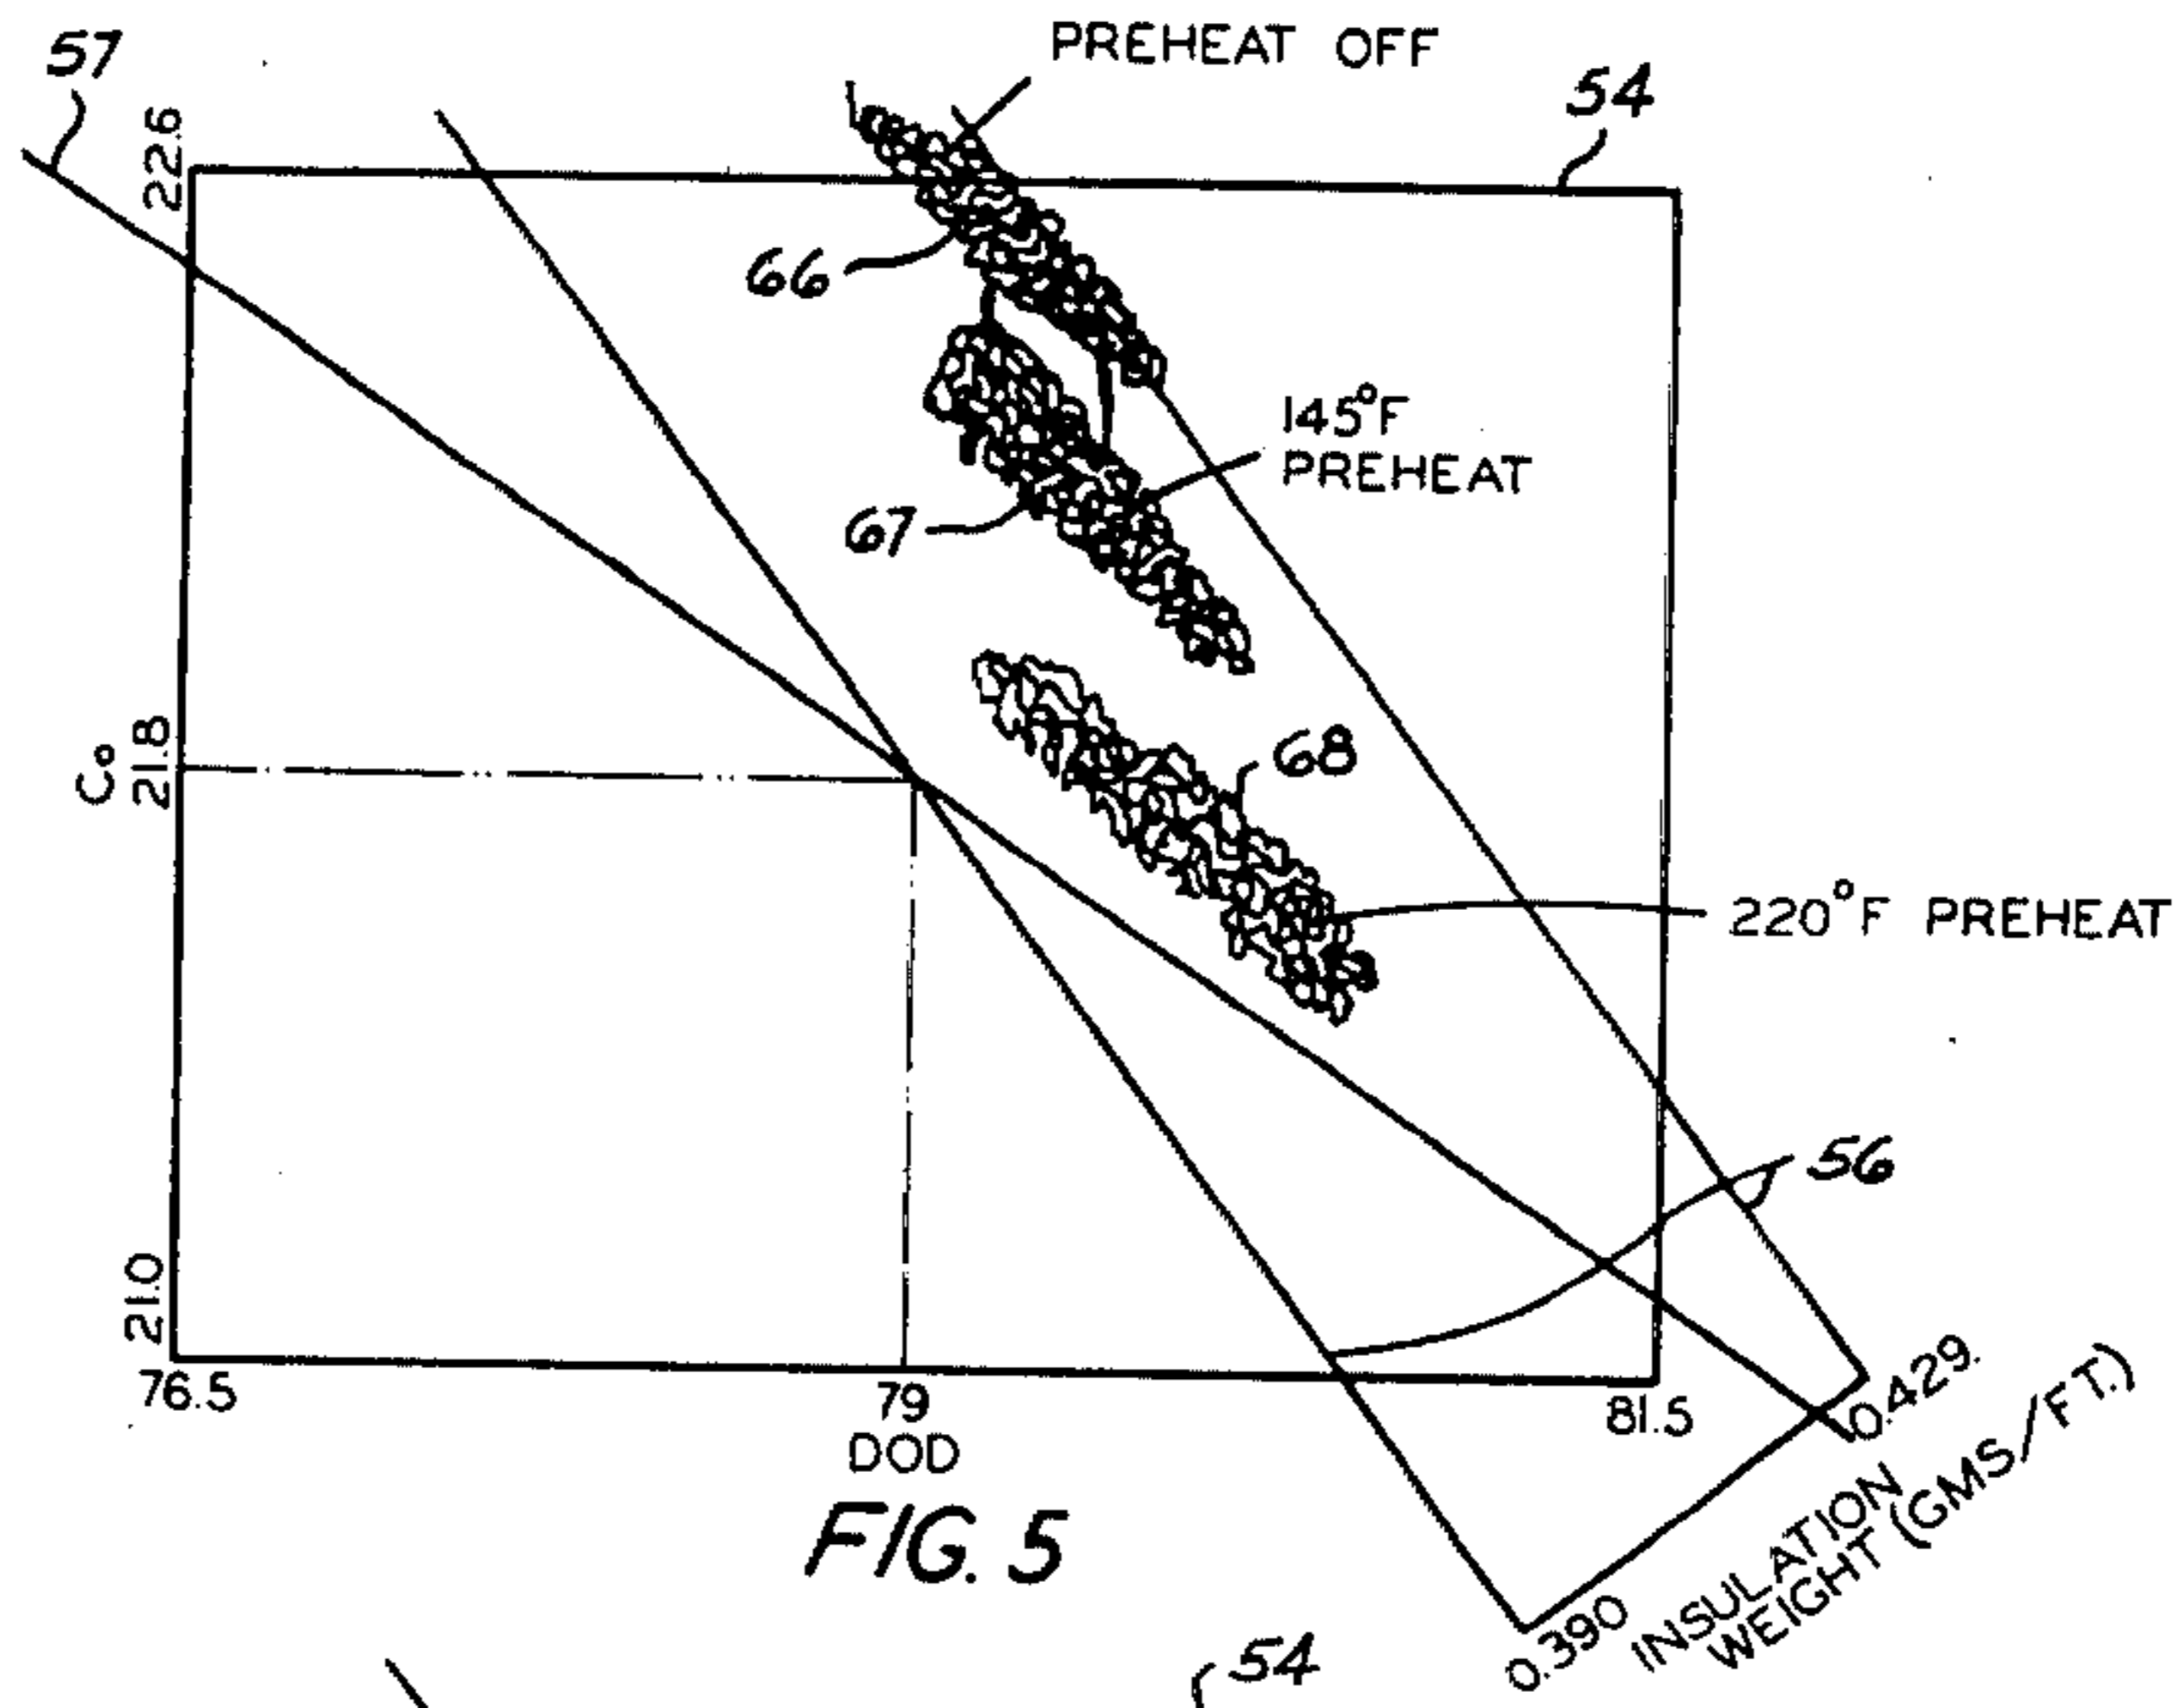 PREHEAT OFF
57
54
22.6
66
145°F
PREHEAT
67
C°
21.8
68
220°F PREHEAT
56
21.0
76.5
79
81.5
DOD
0.429.
0.390
INSULATION
WEIGHT (GMS/FT.)
FIG. 5
54